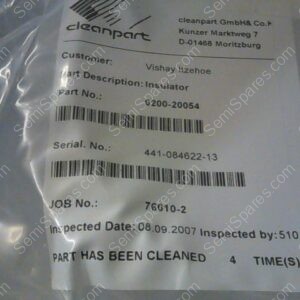 cleanpart
cleanpart GmbH& Co.K
Kunzer Marktweg 7
D-01468 Moritzburg
Customer: Vishay Itzehoe
Part Description: Insulator
Part No.: 0200-20054
Serial. No.: 441-084622-13
JOB No.: 76010-2
Inspected Date: 08.09.2007 Inspected by: 510
PART HAS BEEN CLEANED 4 TIME(S)
SemiSpares.com